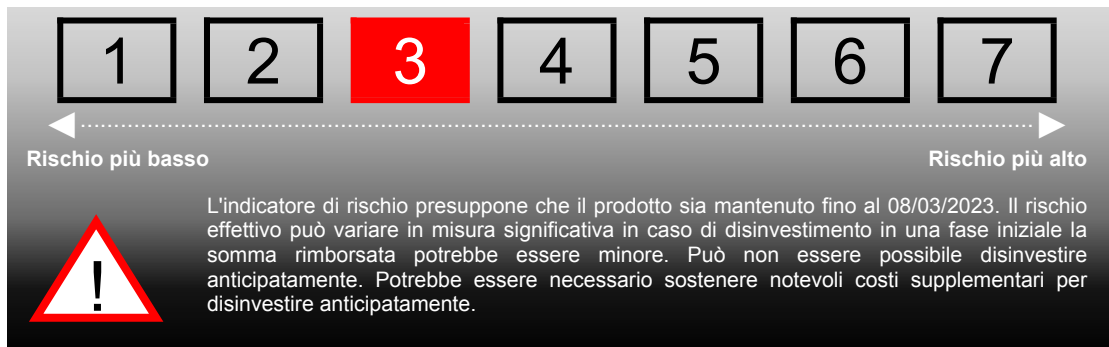 1 2 3 4 5 6 7
Rischio più basso Rischio più alto
L'indicatore di rischio presuppone che il prodotto sia mantenuto fino al 08/03/2023. Il rischio
effettivo può variare in misura significativa in caso di disinvestimento in una fase iniziale la
somma rimborsata potrebbe essere minore. Può non essere possibile disinvestire
anticipatamente. Potrebbe essere necessario sostenere notevoli costi supplementari per
disinvestire anticipatamente.
!